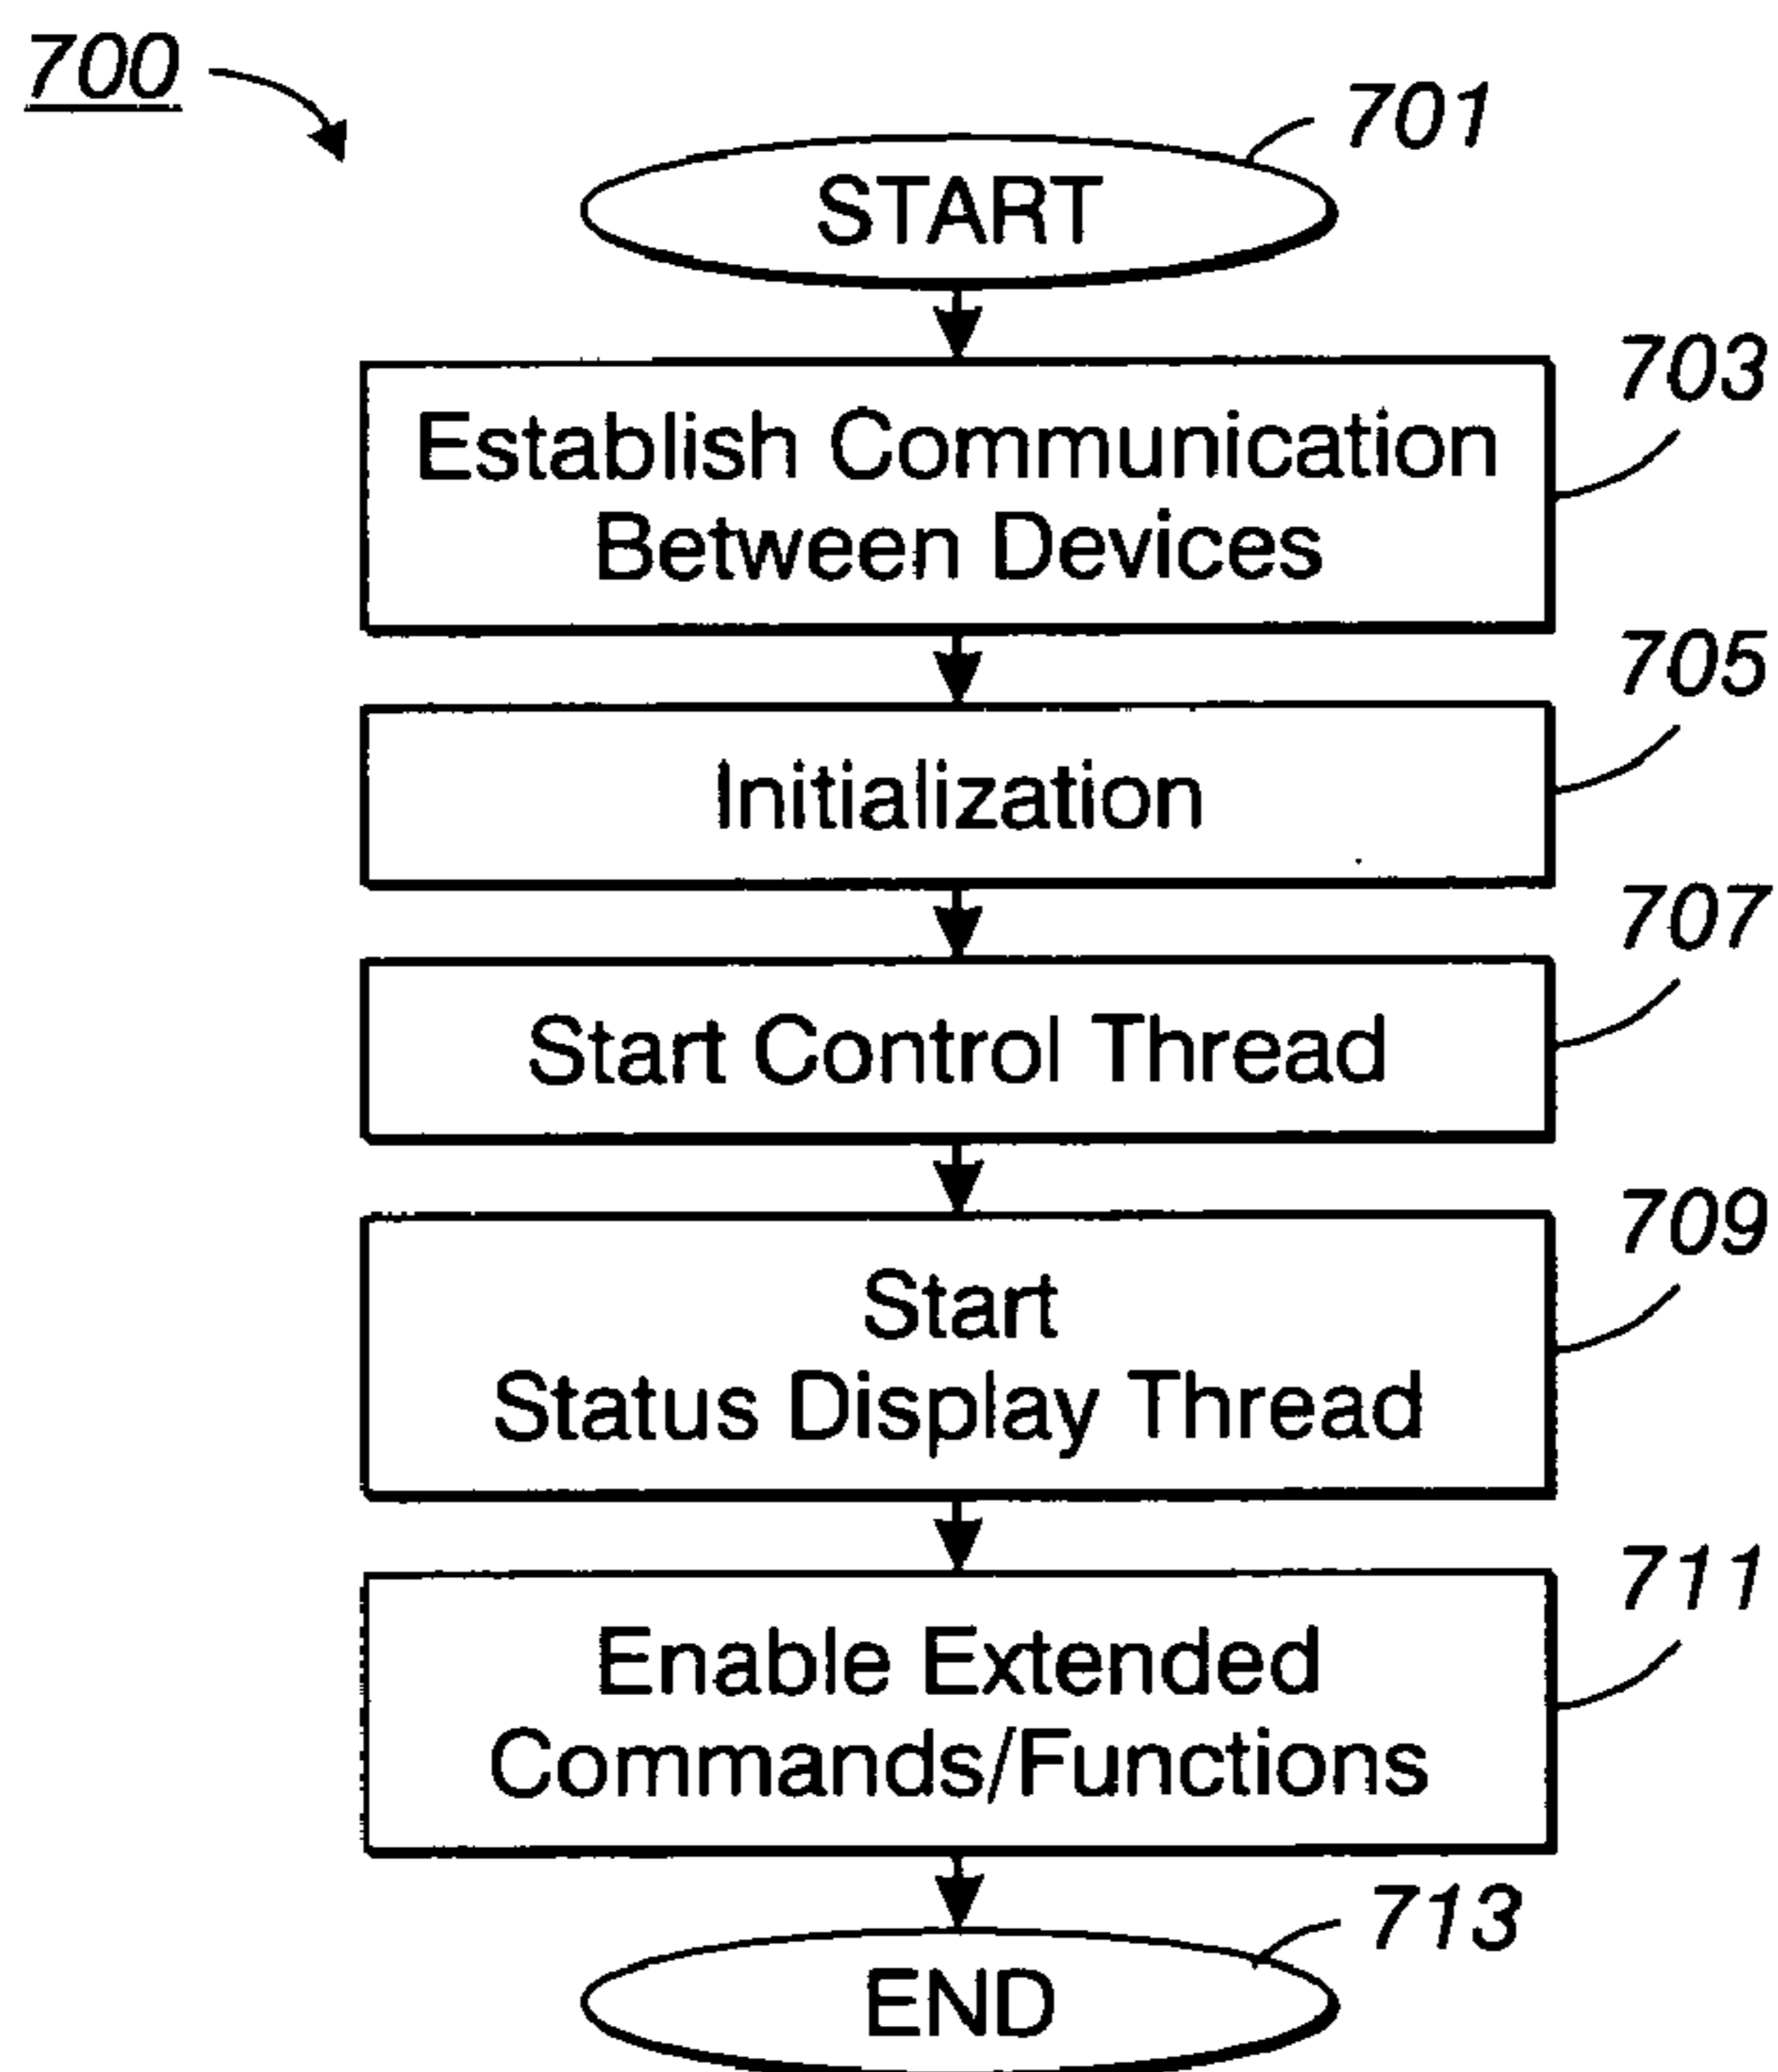 700
701
START
703
Establish Communication
Between Devices
705
Initialization
707
Start Control Thread
709
Start
Status Display Thread
711
Enable Extended
Commands/Functions
713
END